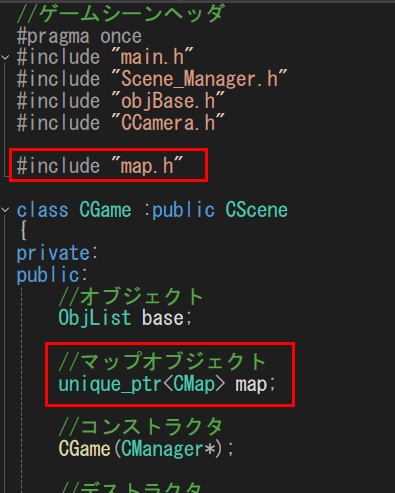 //ゲームシーンヘッダ
#pragma once
#include "main.h"
#include "Scene_Manager.h"
#include "objBase.h"
#include "CCamera.h"
#include "map.h"
class CGame :public CScene
{
private:
public:
//オブジェクト
ObjList base;
//マップオブジェクト
unique_ptr<CMap> map;
//コンストラクタ
CGame(CManager*);
//デストラクタ